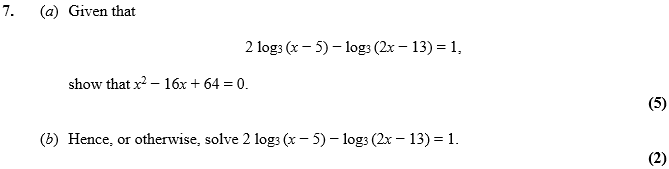 7. (a) Given that
2 log₃ (x − 5) − log₃ (2x − 13) = 1,
show that x² − 16x + 64 = 0.
(5)
(b) Hence, or otherwise, solve 2 log₃ (x − 5) − log₃ (2x − 13) = 1.
(2)